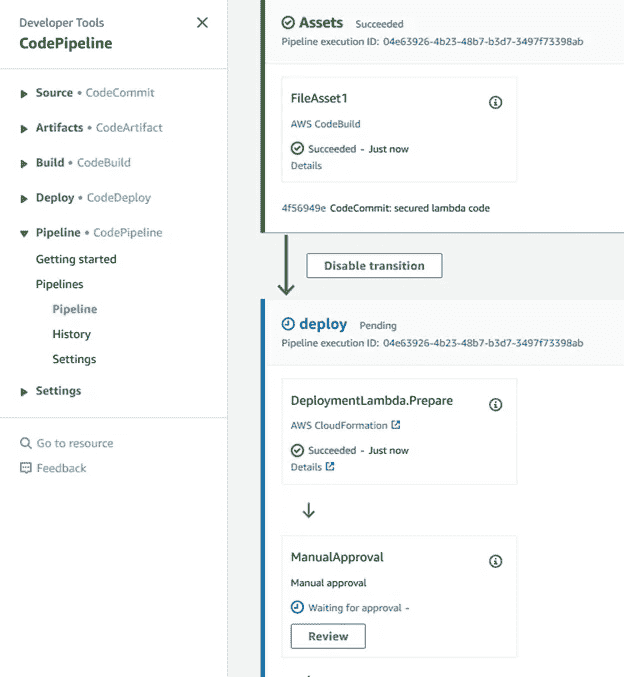 Developer Tools
CodePipeline
Source • CodeCommit
Artifacts • CodeArtifact
Build • CodeBuild
Deploy • CodeDeploy
Pipeline • CodePipeline
Getting started
Pipelines
Pipeline
History
Settings
Settings
Go to resource
Feedback
Assets Succeeded
Pipeline execution ID: 04e63926-4b23-48b7-b3d7-3497f73398ab
FileAsset1
AWS CodeBuild
Succeeded - Just now
Details
4f56949e CodeCommit: secured lambda code
Disable transition
deploy Pending
Pipeline execution ID: 04e63926-4b23-48b7-b3d7-3497f73398ab
DeploymentLambda.Prepare
AWS CloudFormation
Succeeded - Just now
Details
ManualApproval
Manual approval
Waiting for approval -
Review